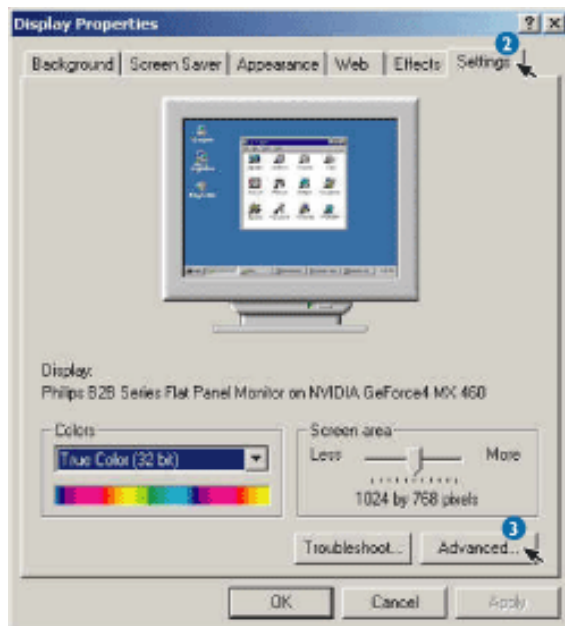 Display Properties
2
Background Screen Saver Appearance Web Effects Settings
Display:
Philips B2B Series Flat Panel Monitor on NVIDIA GeForce4 MX 460
Colors
True Color (32 bit)
Screen area
Less More
1024 by 768 pixels
3
Troubleshoot... Advanced...
OK Cancel Apply